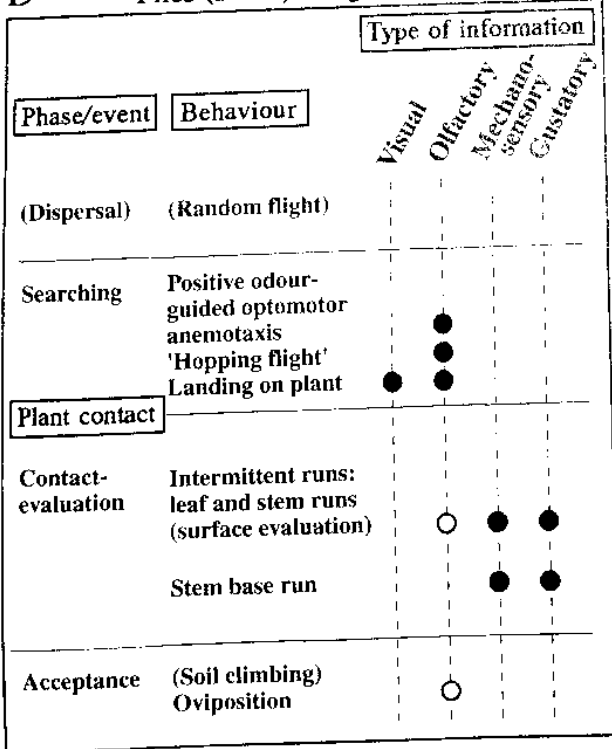 Type of information
Phase/event Behaviour Visual Olfactory Mechano-sensory Gustatory
(Dispersal) (Random flight)
Searching Positive odour-
guided optomotor
anemotaxis
'Hopping flight'
Landing on plant
Plant contact
Contact- Intermittent runs:
evaluation leaf and stem runs
(surface evaluation)
Stem base run
Acceptance (Soil climbing)
Oviposition